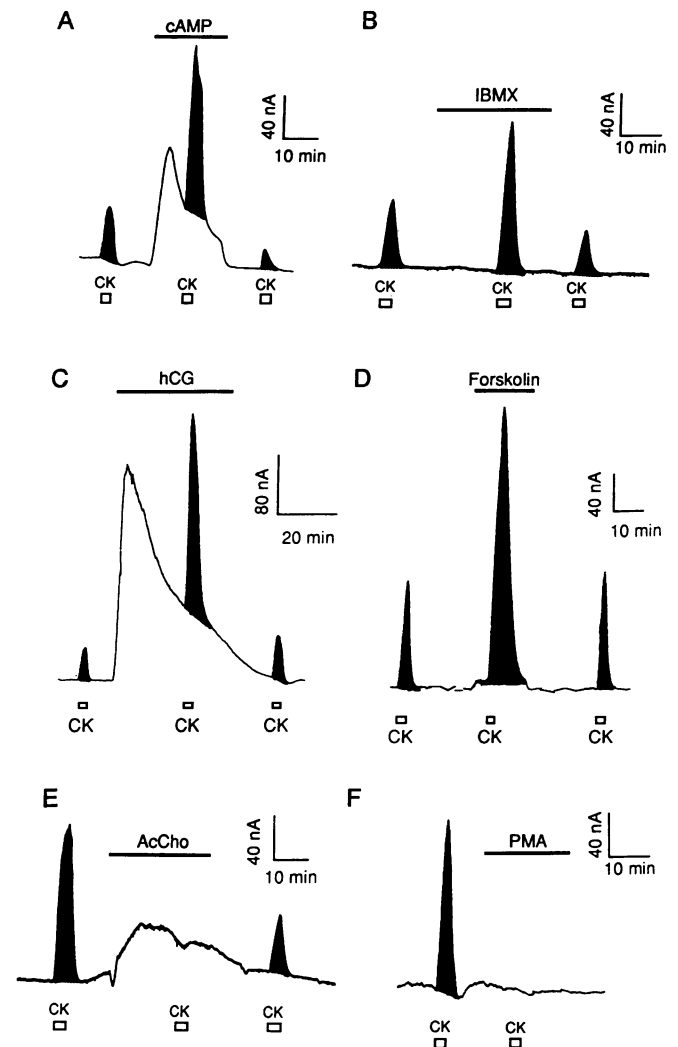 A
cAMP
40 nA
10 min
CK
CK
CK
B
IBMX
40 nA
10 min
CK
CK
CK
C
hCG
80 nA
20 min
CK
CK
CK
D
Forskolin
40 nA
10 min
CK
CK
CK
E
AcCho
40 nA
10 min
CK
CK
CK
F
PMA
40 nA
10 min
CK
CK